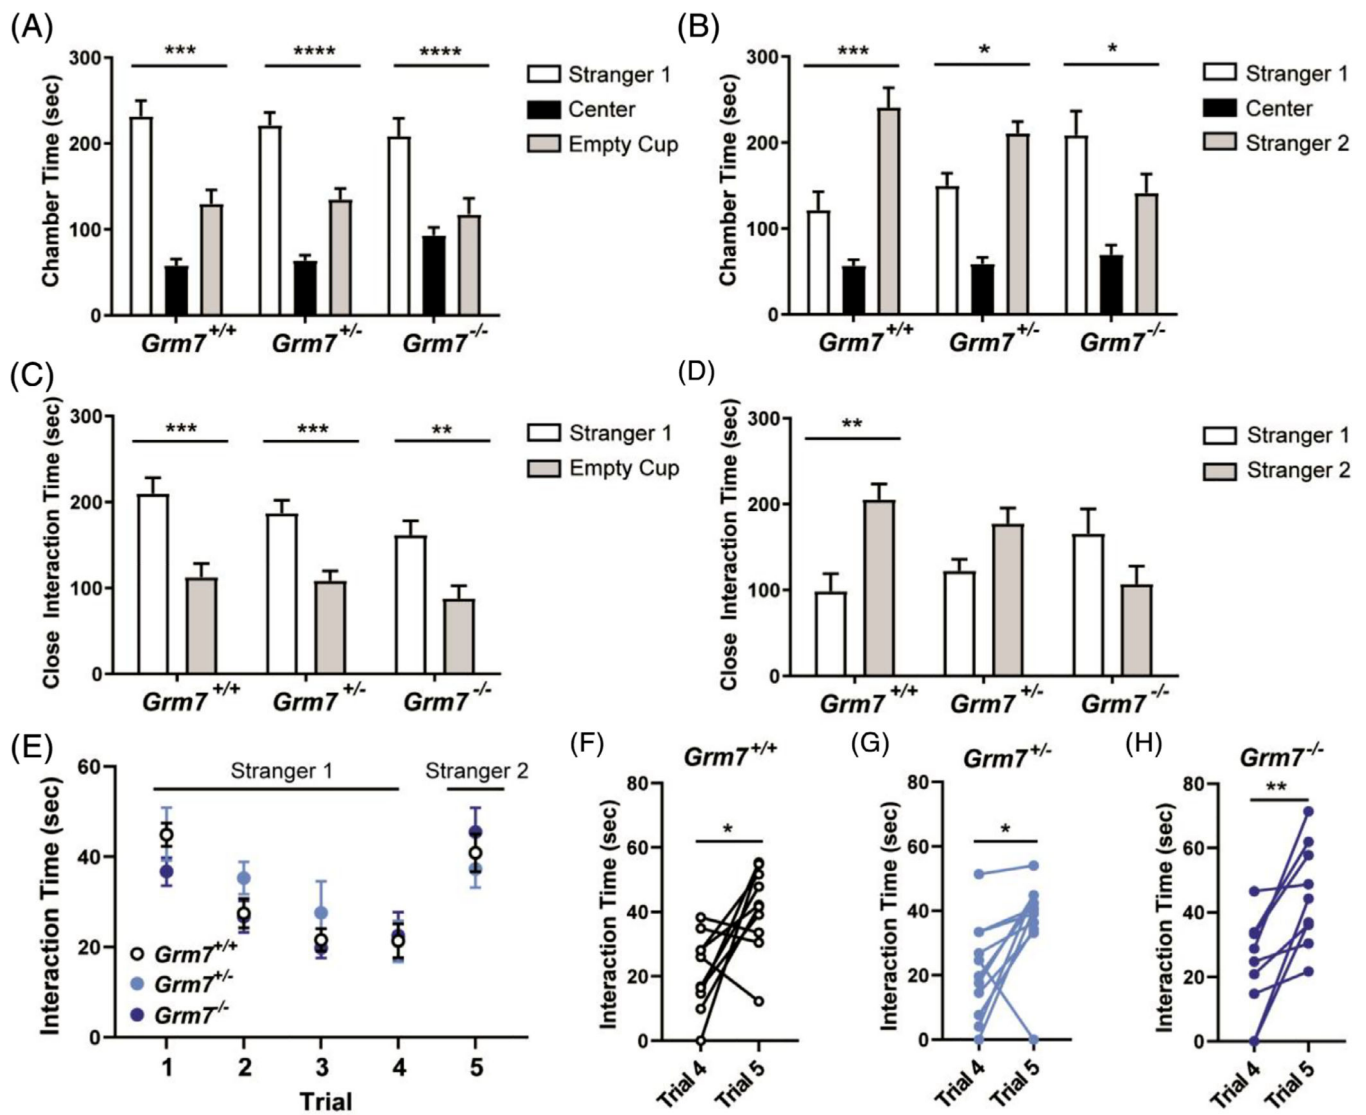 (A)
Chamber Time (sec)
300
200
100
0
***
****
****
Stranger 1
Center
Empty Cup
Grm7+/+
Grm7+/-
Grm7-/-
(B)
Chamber Time (sec)
300
200
100
0
***
*
*
Stranger 1
Center
Stranger 2
Grm7+/+
Grm7+/-
Grm7-/-
(C)
Close Interaction Time (sec)
300
200
100
0
***
***
**
Stranger 1
Empty Cup
Grm7+/+
Grm7+/-
Grm7-/-
(D)
Close Interaction Time (sec)
300
200
100
0
**
Stranger 1
Stranger 2
Grm7+/+
Grm7+/-
Grm7-/-
(E)
Interaction Time (sec)
60
40
20
0
Stranger 1
Stranger 2
Grm7+/+
Grm7+/-
Grm7-/-
1 2 3 4 5
Trial
(F)
Grm7+/+
Interaction Time (sec)
80
60
40
20
0
*
Trial 4
Trial 5
(G)
Grm7+/-
Interaction Time (sec)
80
60
40
20
0
*
Trial 4
Trial 5
(H)
Grm7-/-
Interaction Time (sec)
80
60
40
20
0
**
Trial 4
Trial 5